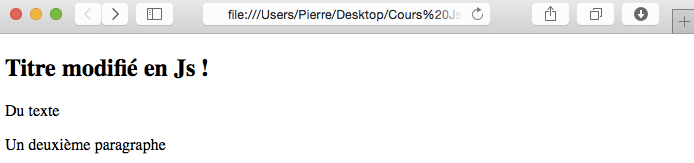 file:///Users/Pierre/Desktop/Cours%20Js
Titre modifié en Js !
Du texte
Un deuxième paragraphe